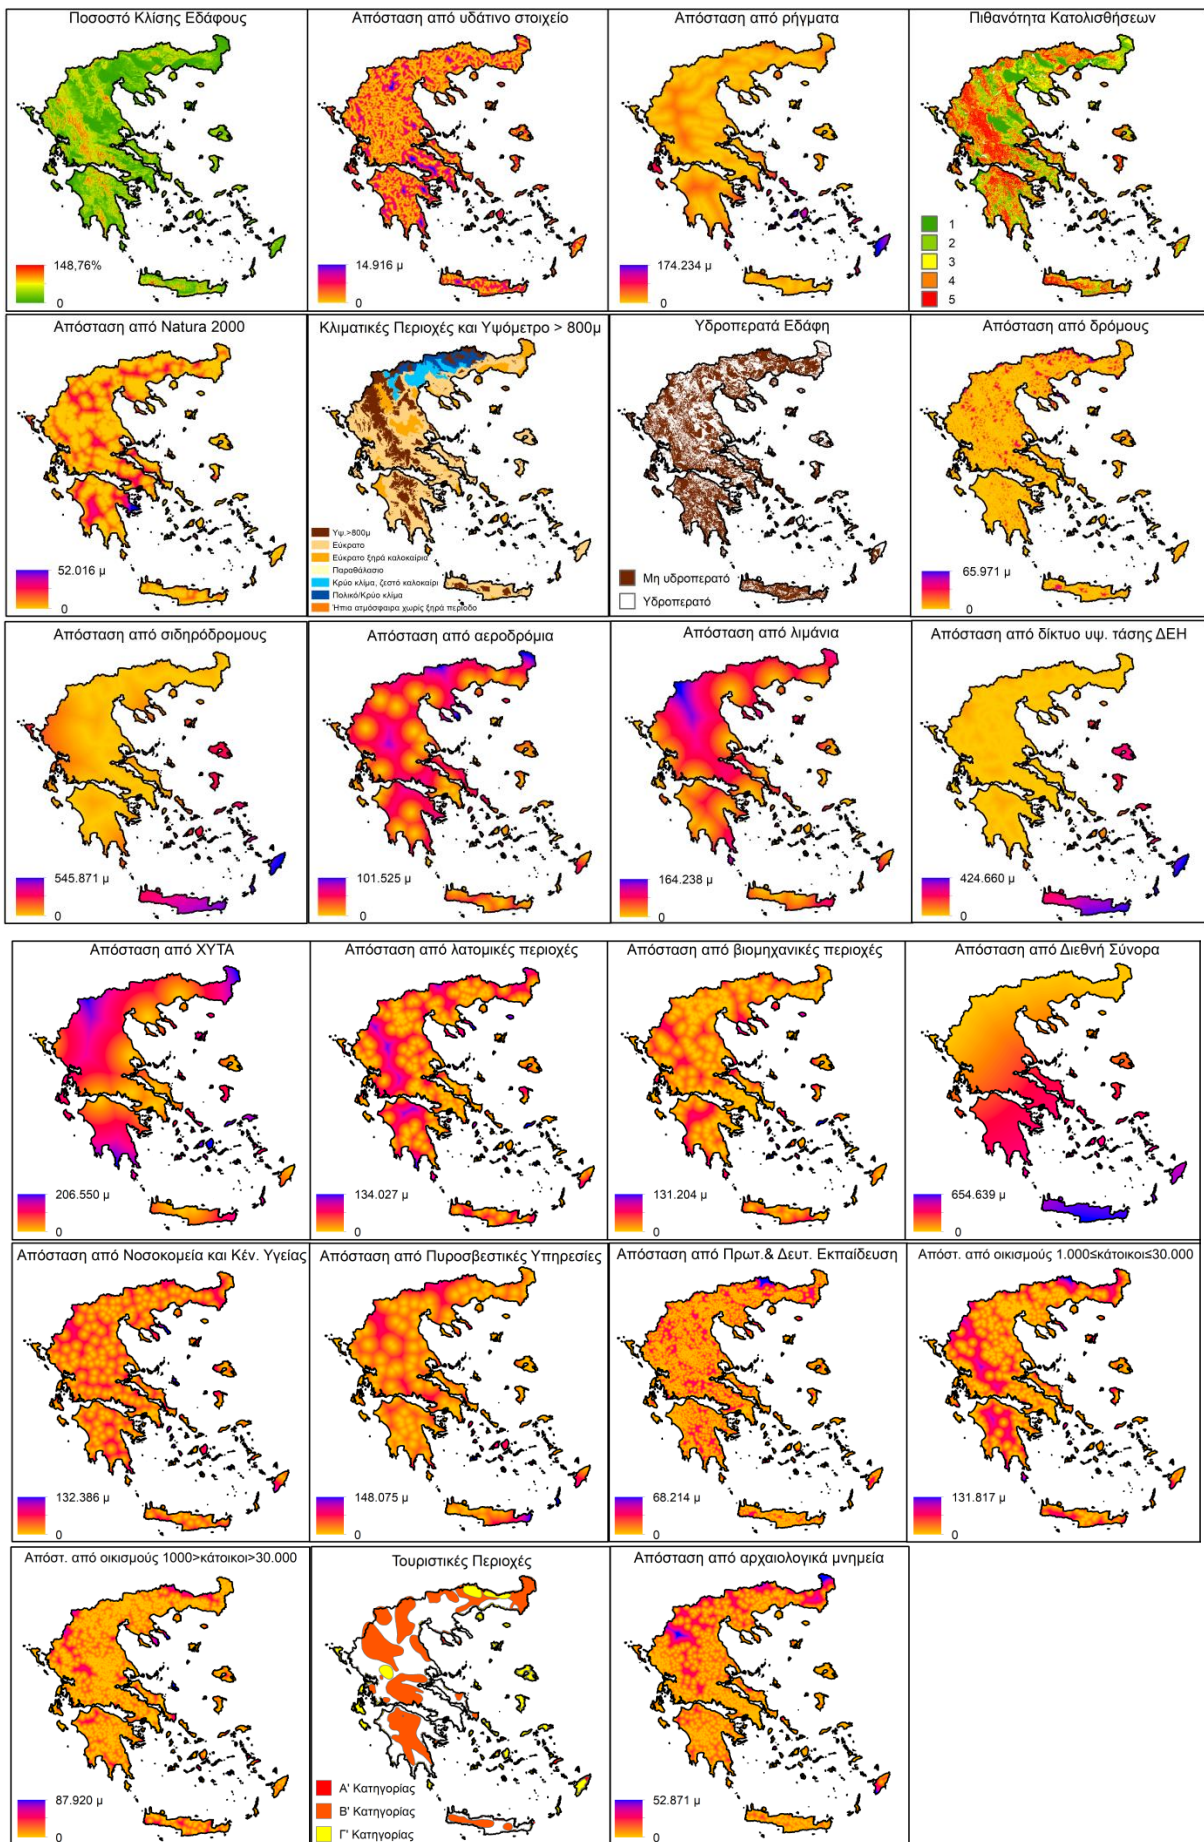 Ποσοστό Κλίσης Εδάφους
148,76%
0
Απόσταση από υδάτινο στοιχείο
14.916 μ
0
Απόσταση από ρήγματα
174.234 μ
0
Πιθανότητα Κατολισθήσεων
1
2
3
4
5
Απόσταση από Natura 2000
52.016 μ
0
Κλιματικές Περιοχές και Υψόμετρο > 800μ
Υψ.>800μ
Εύκρατο
Εύκρατο ξηρά καλοκαίρια
Παραθαλάσιο
Κρύο κλίμα, ζεστό καλοκαίρι
Πολικό/Κρύο κλίμα
Ήπια ατμόσφαιρα χωρίς ξηρά περίοδο
Υδροπερατά Εδάφη
Μη υδροπερατό
Υδροπερατό
Απόσταση από δρόμους
65.971 μ
0
Απόσταση από σιδηρόδρομους
545.871 μ
0
Απόσταση από αεροδρόμια
101.525 μ
0
Απόσταση από λιμάνια
164.238 μ
0
Απόσταση από δίκτυο υψ. τάσης ΔΕΗ
424.660 μ
0
Απόσταση από ΧΥΤΑ
206.550 μ
0
Απόσταση από λατομικές περιοχές
134.027 μ
0
Απόσταση από βιομηχανικές περιοχές
131.204 μ
0
Απόσταση από Διεθνή Σύνορα
654.639 μ
0
Απόσταση από Νοσοκομεία και Κέν. Υγείας
132.386 μ
0
Απόσταση από Πυροσβεστικές Υπηρεσίες
148.075 μ
0
Απόσταση από Πρωτ.& Δευτ. Εκπαίδευση
68.214 μ
0
Απόστ. από οικισμούς 1.000≤κάτοικοι≤30.000
131.817 μ
0
Απόστ. από οικισμούς 1000>κάτοικοι>30.000
87.920 μ
0
Τουριστικές Περιοχές
Α' Κατηγορίας
Β' Κατηγορίας
Γ' Κατηγορίας
Απόσταση από αρχαιολογικά μνημεία
52.871 μ
0